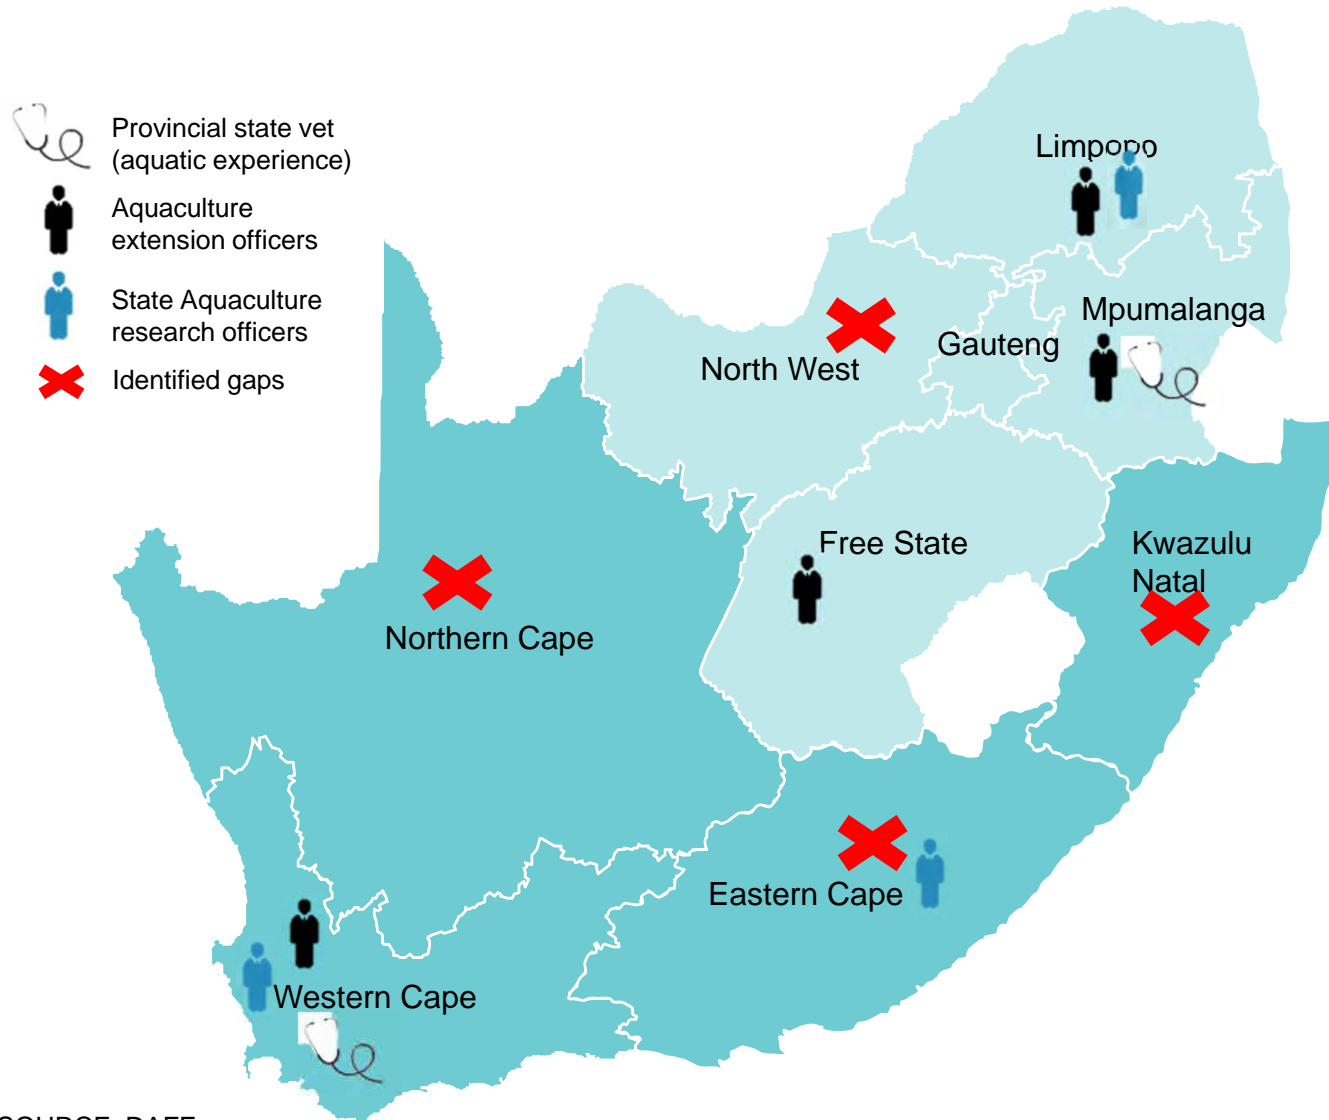 Provincial state vet
(aquatic experience)
Aquaculture
extension officers
State Aquaculture
research officers
Identified gaps
Limpopo
Mpumalanga
Gauteng
North West
Free State
Kwazulu
Natal
Northern Cape
Eastern Cape
Western Cape